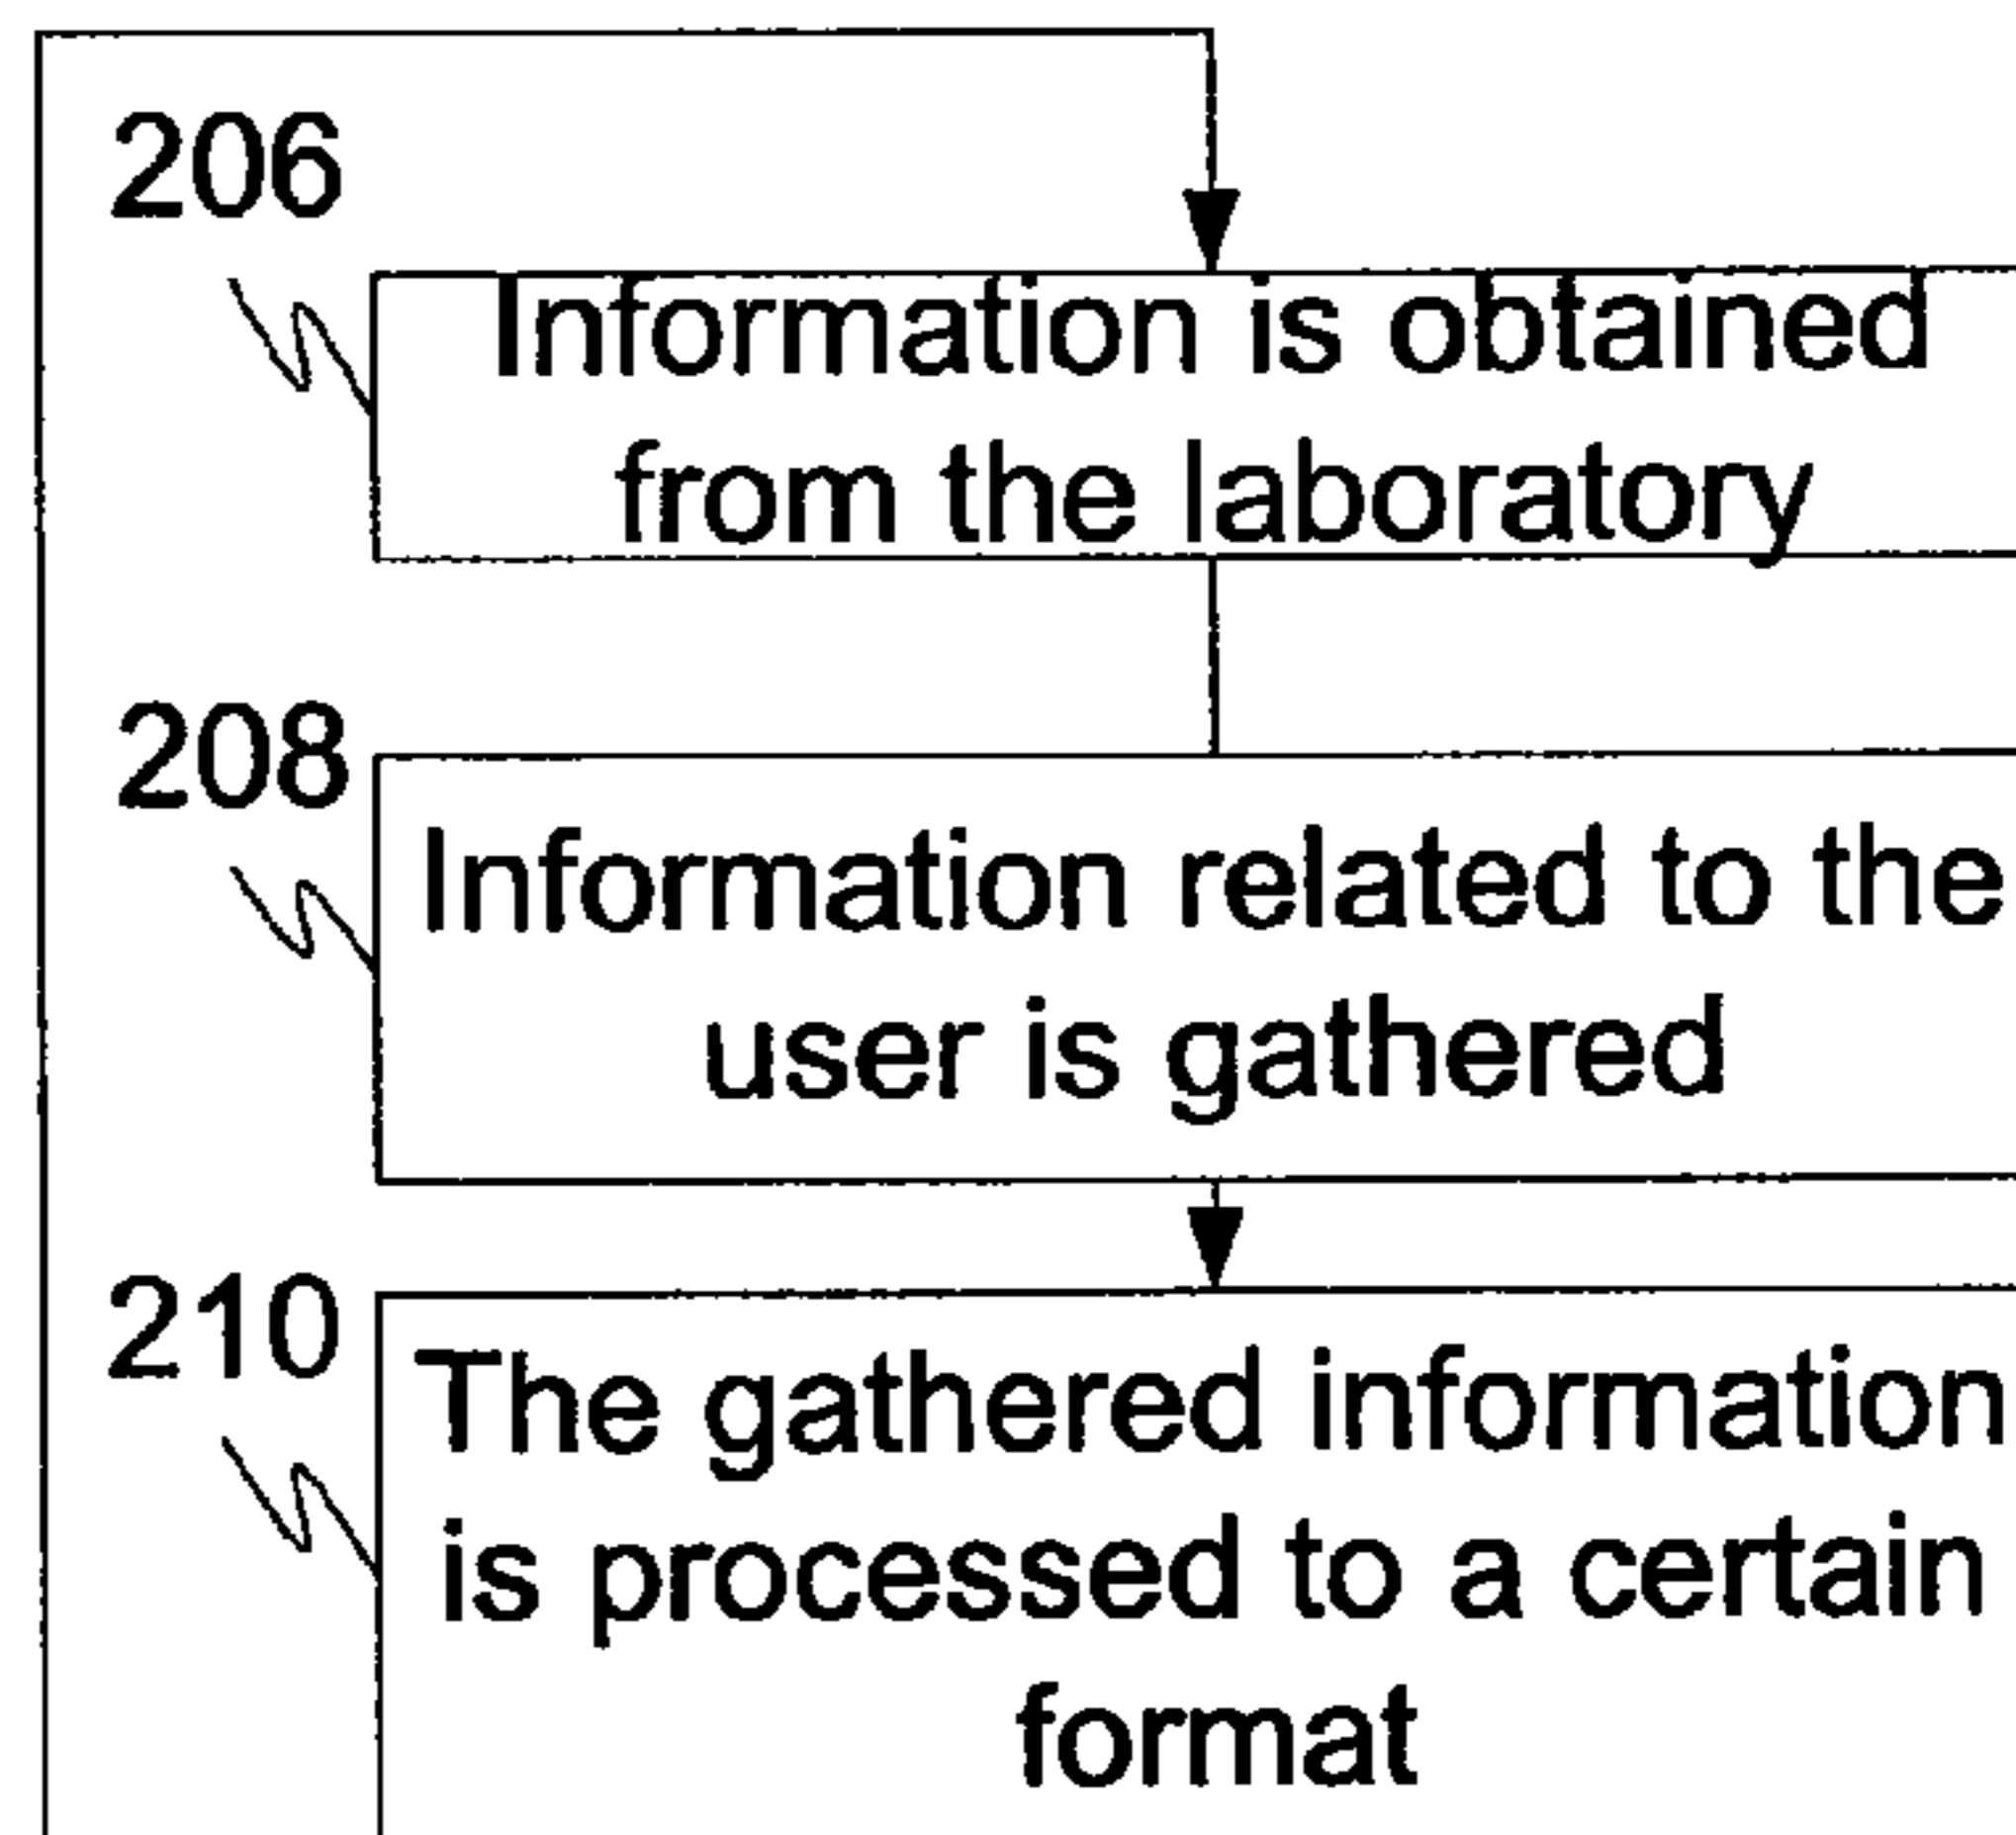 206
Information is obtained
from the laboratory
208
Information related to the
user is gathered
210
The gathered information
is processed to a certain
format